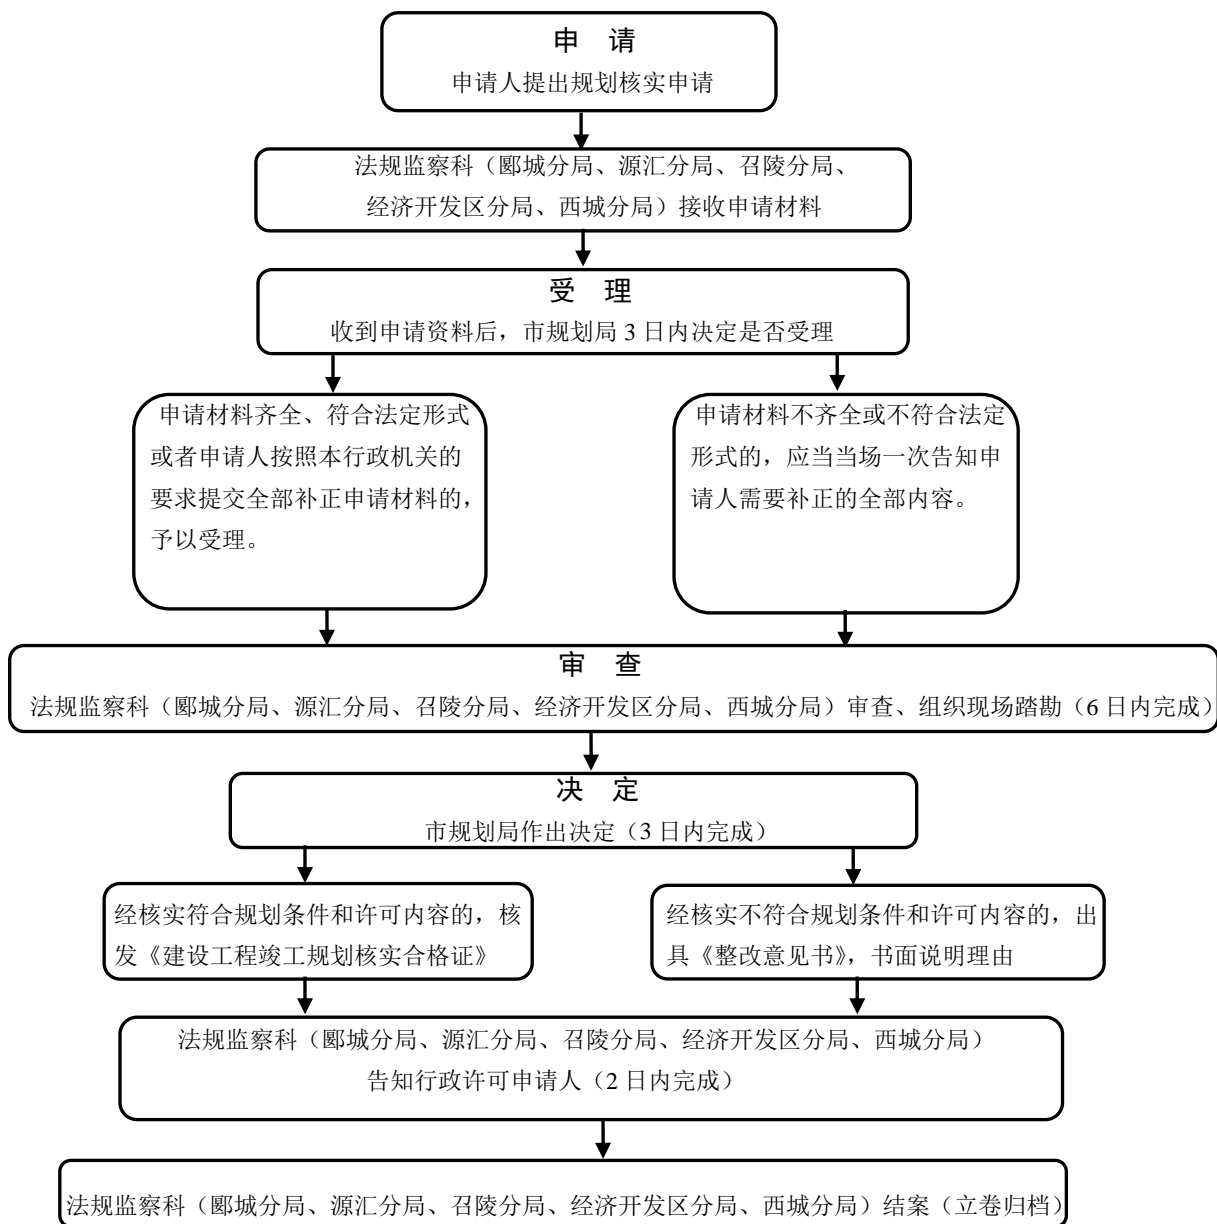 申 请
申请人提出规划核实申请
法规监察科（郾城分局、源汇分局、召陵分局、
经济开发区分局、西城分局）接收申请材料
受 理
收到申请资料后，市规划局 3 日内决定是否受理
申请材料齐全、符合法定形式
或者申请人按照本行政机关的
要求提交全部补正申请材料的，
予以受理。
申请材料不齐全或不符合法定
形式的，应当当场一次告知申
请人需要补正的全部内容。
审 查
法规监察科（郾城分局、源汇分局、召陵分局、经济开发区分局、西城分局）审查、组织现场踏勘（6 日内完成）
决 定
市规划局作出决定（3 日内完成）
经核实符合规划条件和许可内容的，核
发《建设工程竣工规划核实合格证》
经核实不符合规划条件和许可内容的，出
具《整改意见书》，书面说明理由
法规监察科（郾城分局、源汇分局、召陵分局、经济开发区分局、西城分局）
告知行政许可申请人（2 日内完成）
法规监察科（郾城分局、源汇分局、召陵分局、经济开发区分局、西城分局）结案（立卷归档）